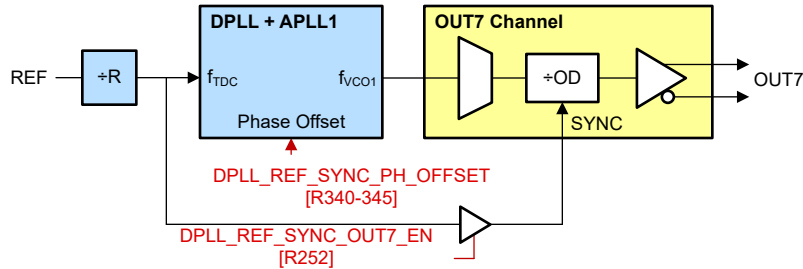 DPLL + APLL1
OUT7 Channel
REF
÷R
fTDC
fVCO1
÷OD
OUT7
Phase Offset
SYNC
DPLL_REF_SYNC_PH_OFFSET
[R340-345]
DPLL_REF_SYNC_OUT7_EN
[R252]